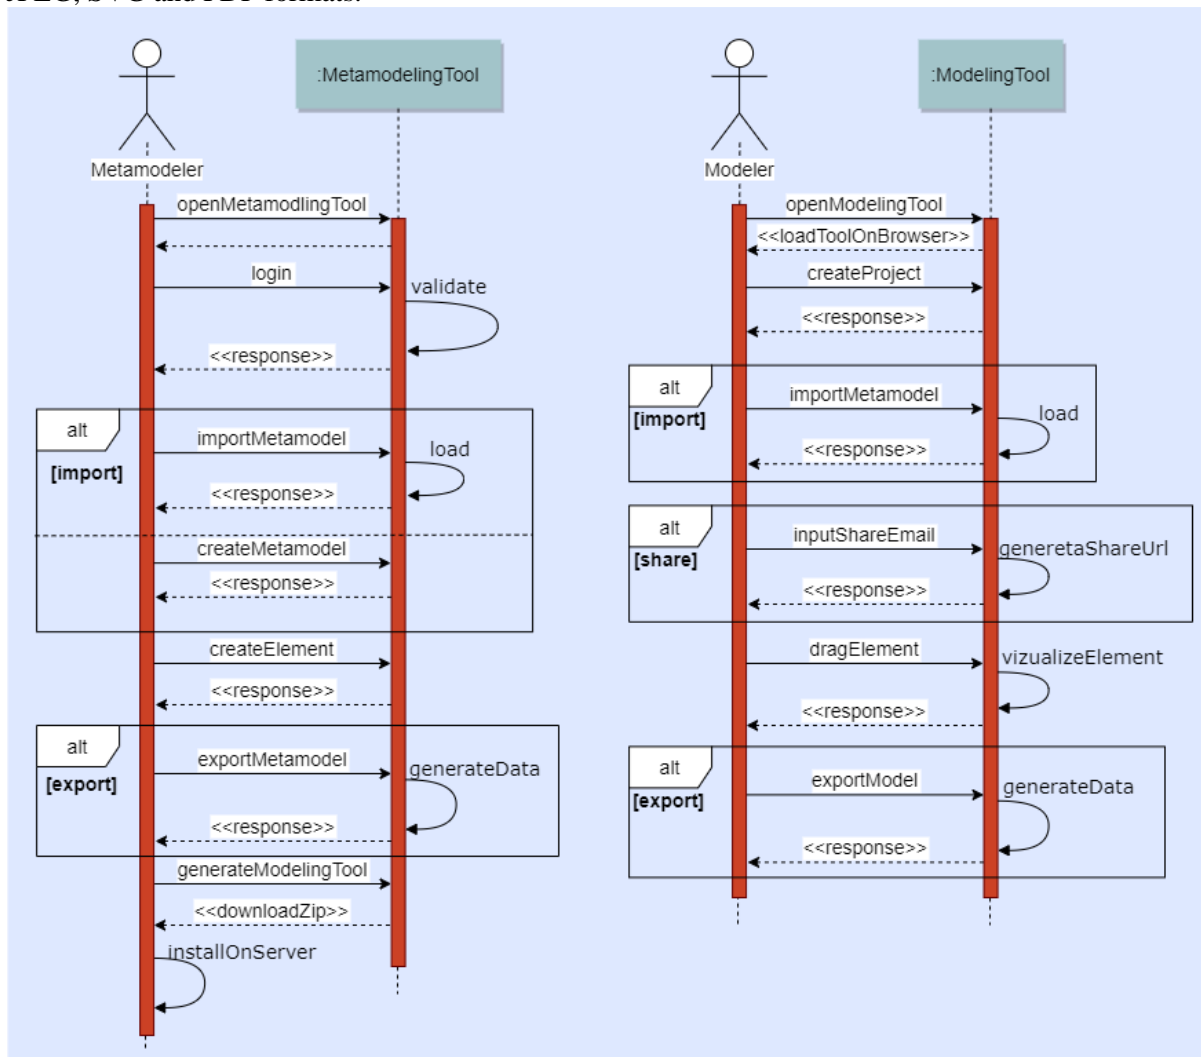 JPEG, SVG and PDF formats.
:MetamodelingTool
Metamodeler
openMetamodlingTool
login
validate
<<response>>
alt
[import]
importMetamodel
load
<<response>>
createMetamodel
<<response>>
createElement
<<response>>
alt
[export]
exportMetamodel
generateData
<<response>>
generateModelingTool
<<downloadZip>>
installOnServer
:ModelingTool
Modeler
openModelingTool
<<loadToolOnBrowser>>
createProject
<<response>>
alt
[import]
importMetamodel
load
<<response>>
alt
[share]
inputShareEmail
generetaShareUrl
<<response>>
dragElement
vizualizeElement
<<response>>
alt
[export]
exportModel
generateData
<<response>>